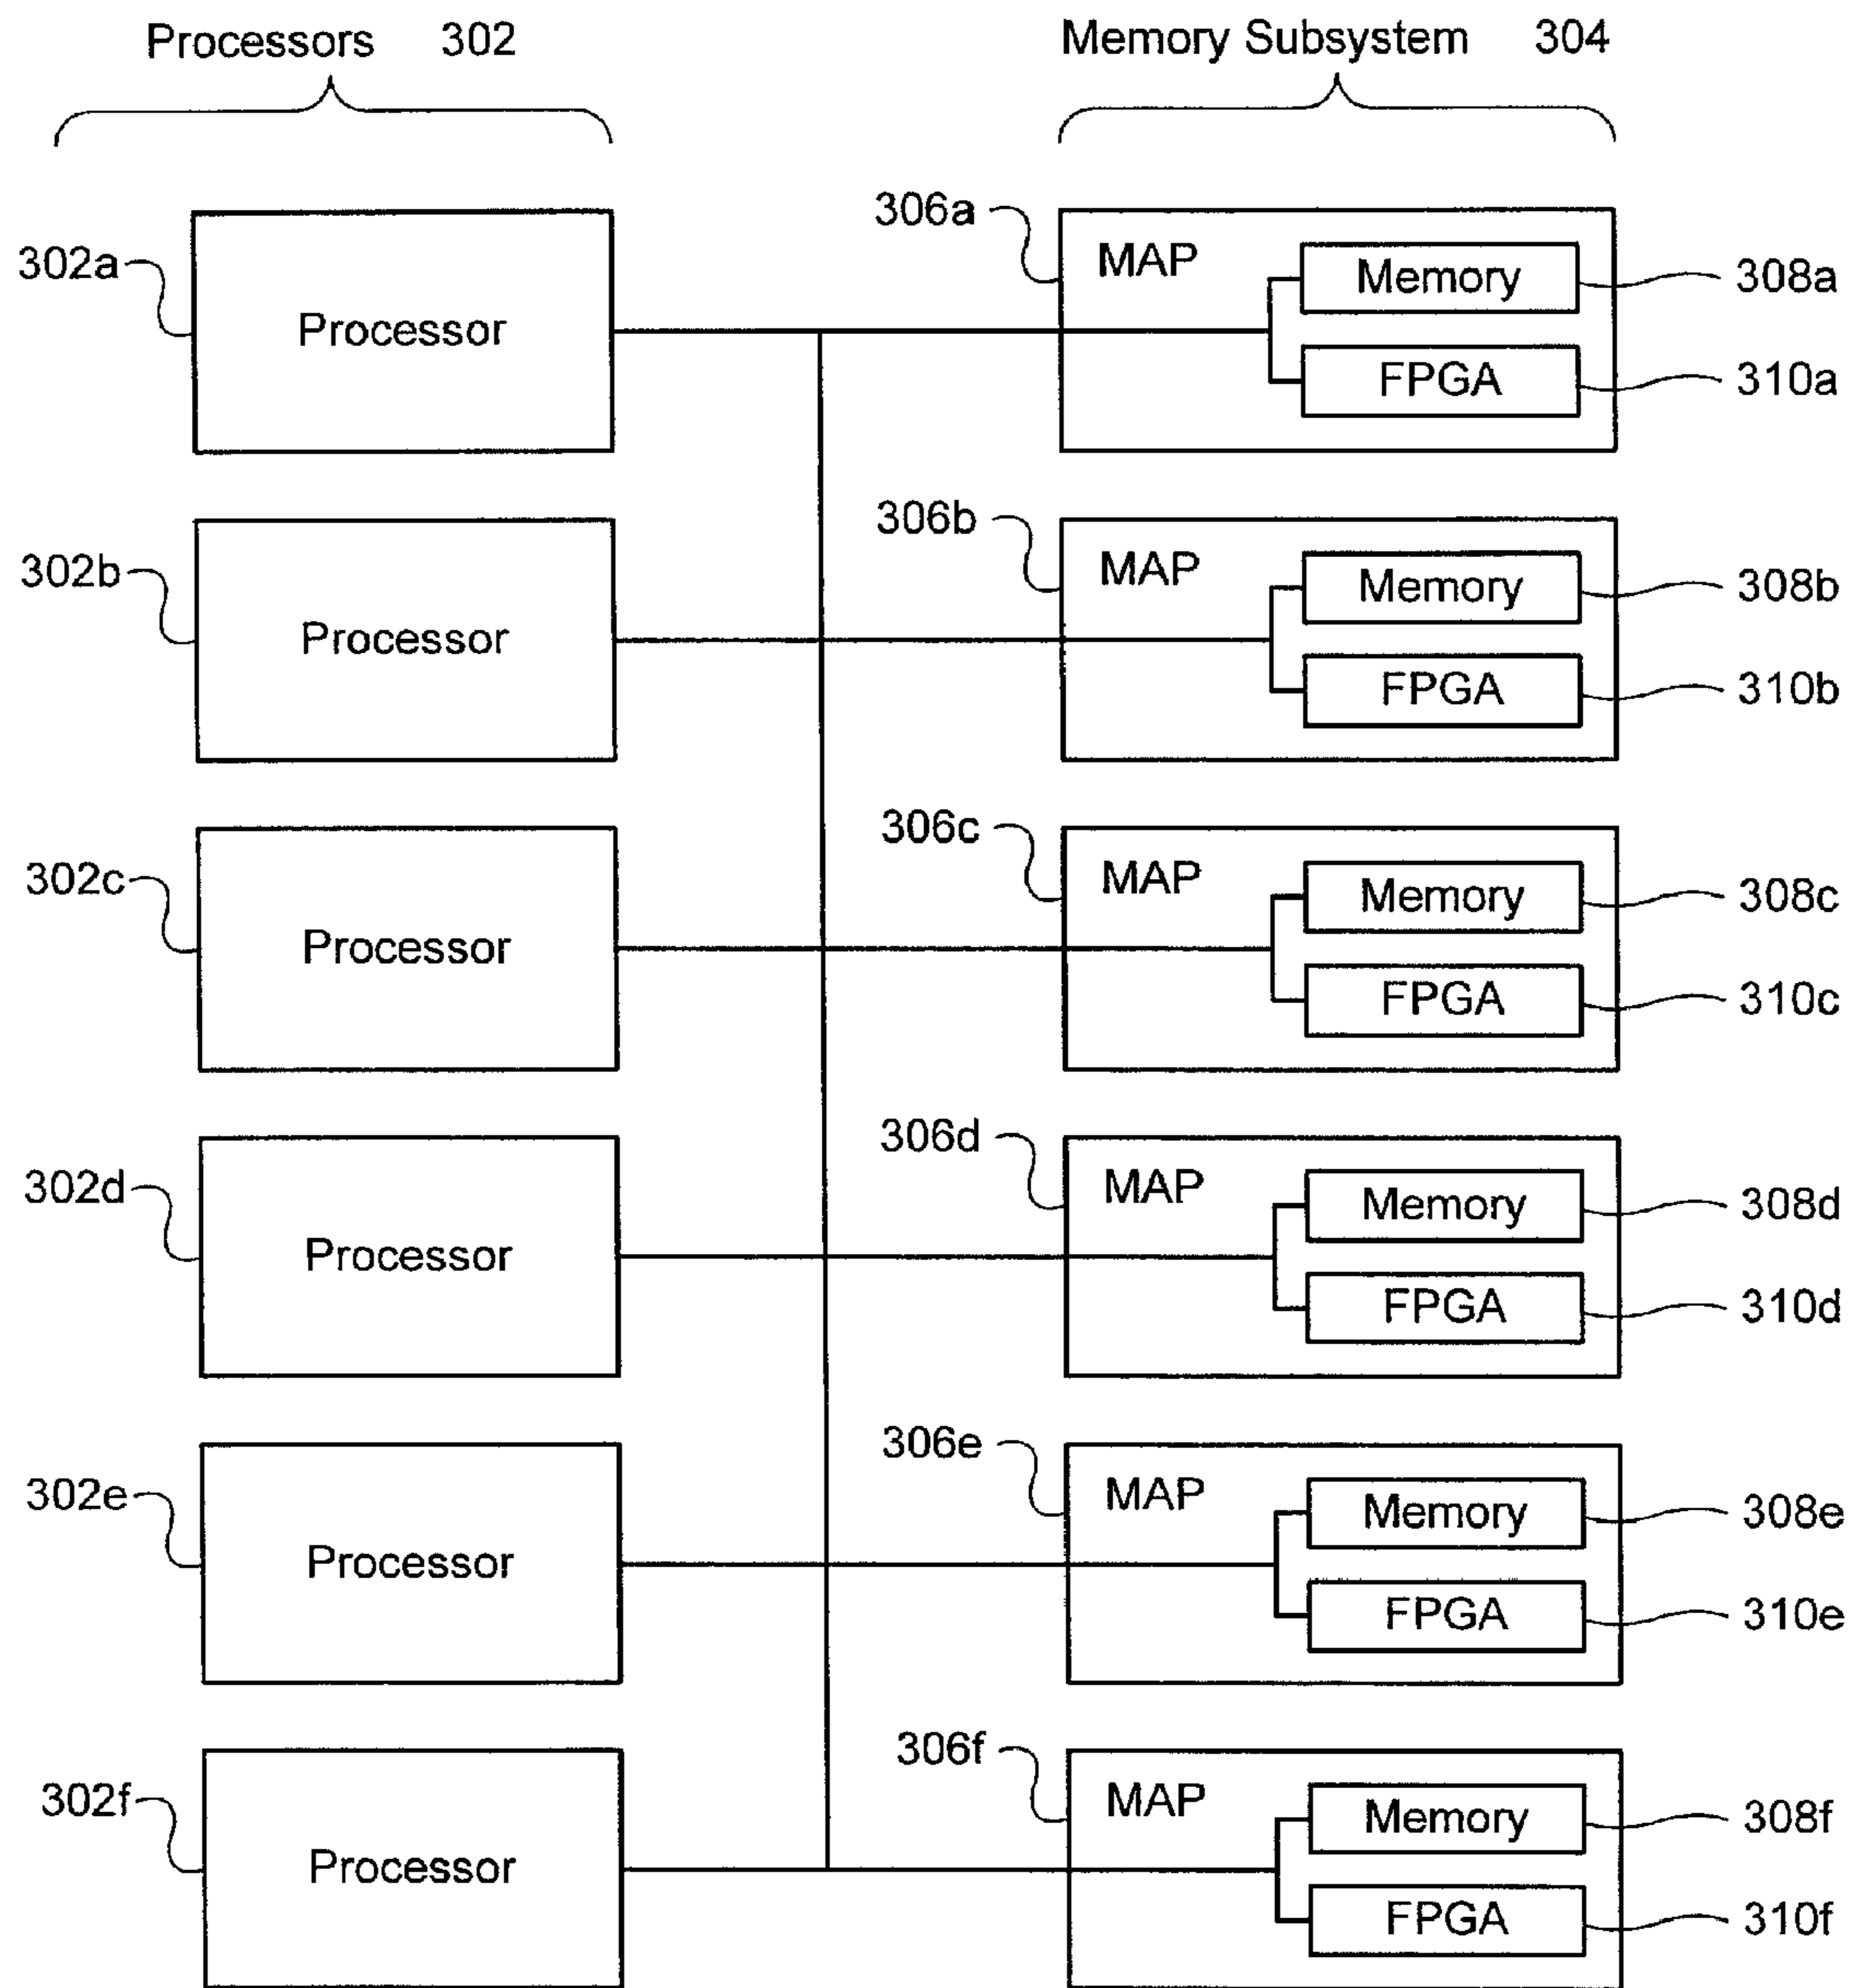 Processors 302
Memory Subsystem 304
306a
MAP
Memory
308a
302a
Processor
FPGA
310a
306b
MAP
Memory
308b
302b
Processor
FPGA
310b
306c
MAP
Memory
308c
302c
Processor
FPGA
310c
306d
MAP
Memory
308d
302d
Processor
FPGA
310d
306e
MAP
Memory
308e
302e
Processor
FPGA
310e
306f
MAP
Memory
308f
302f
Processor
FPGA
310f